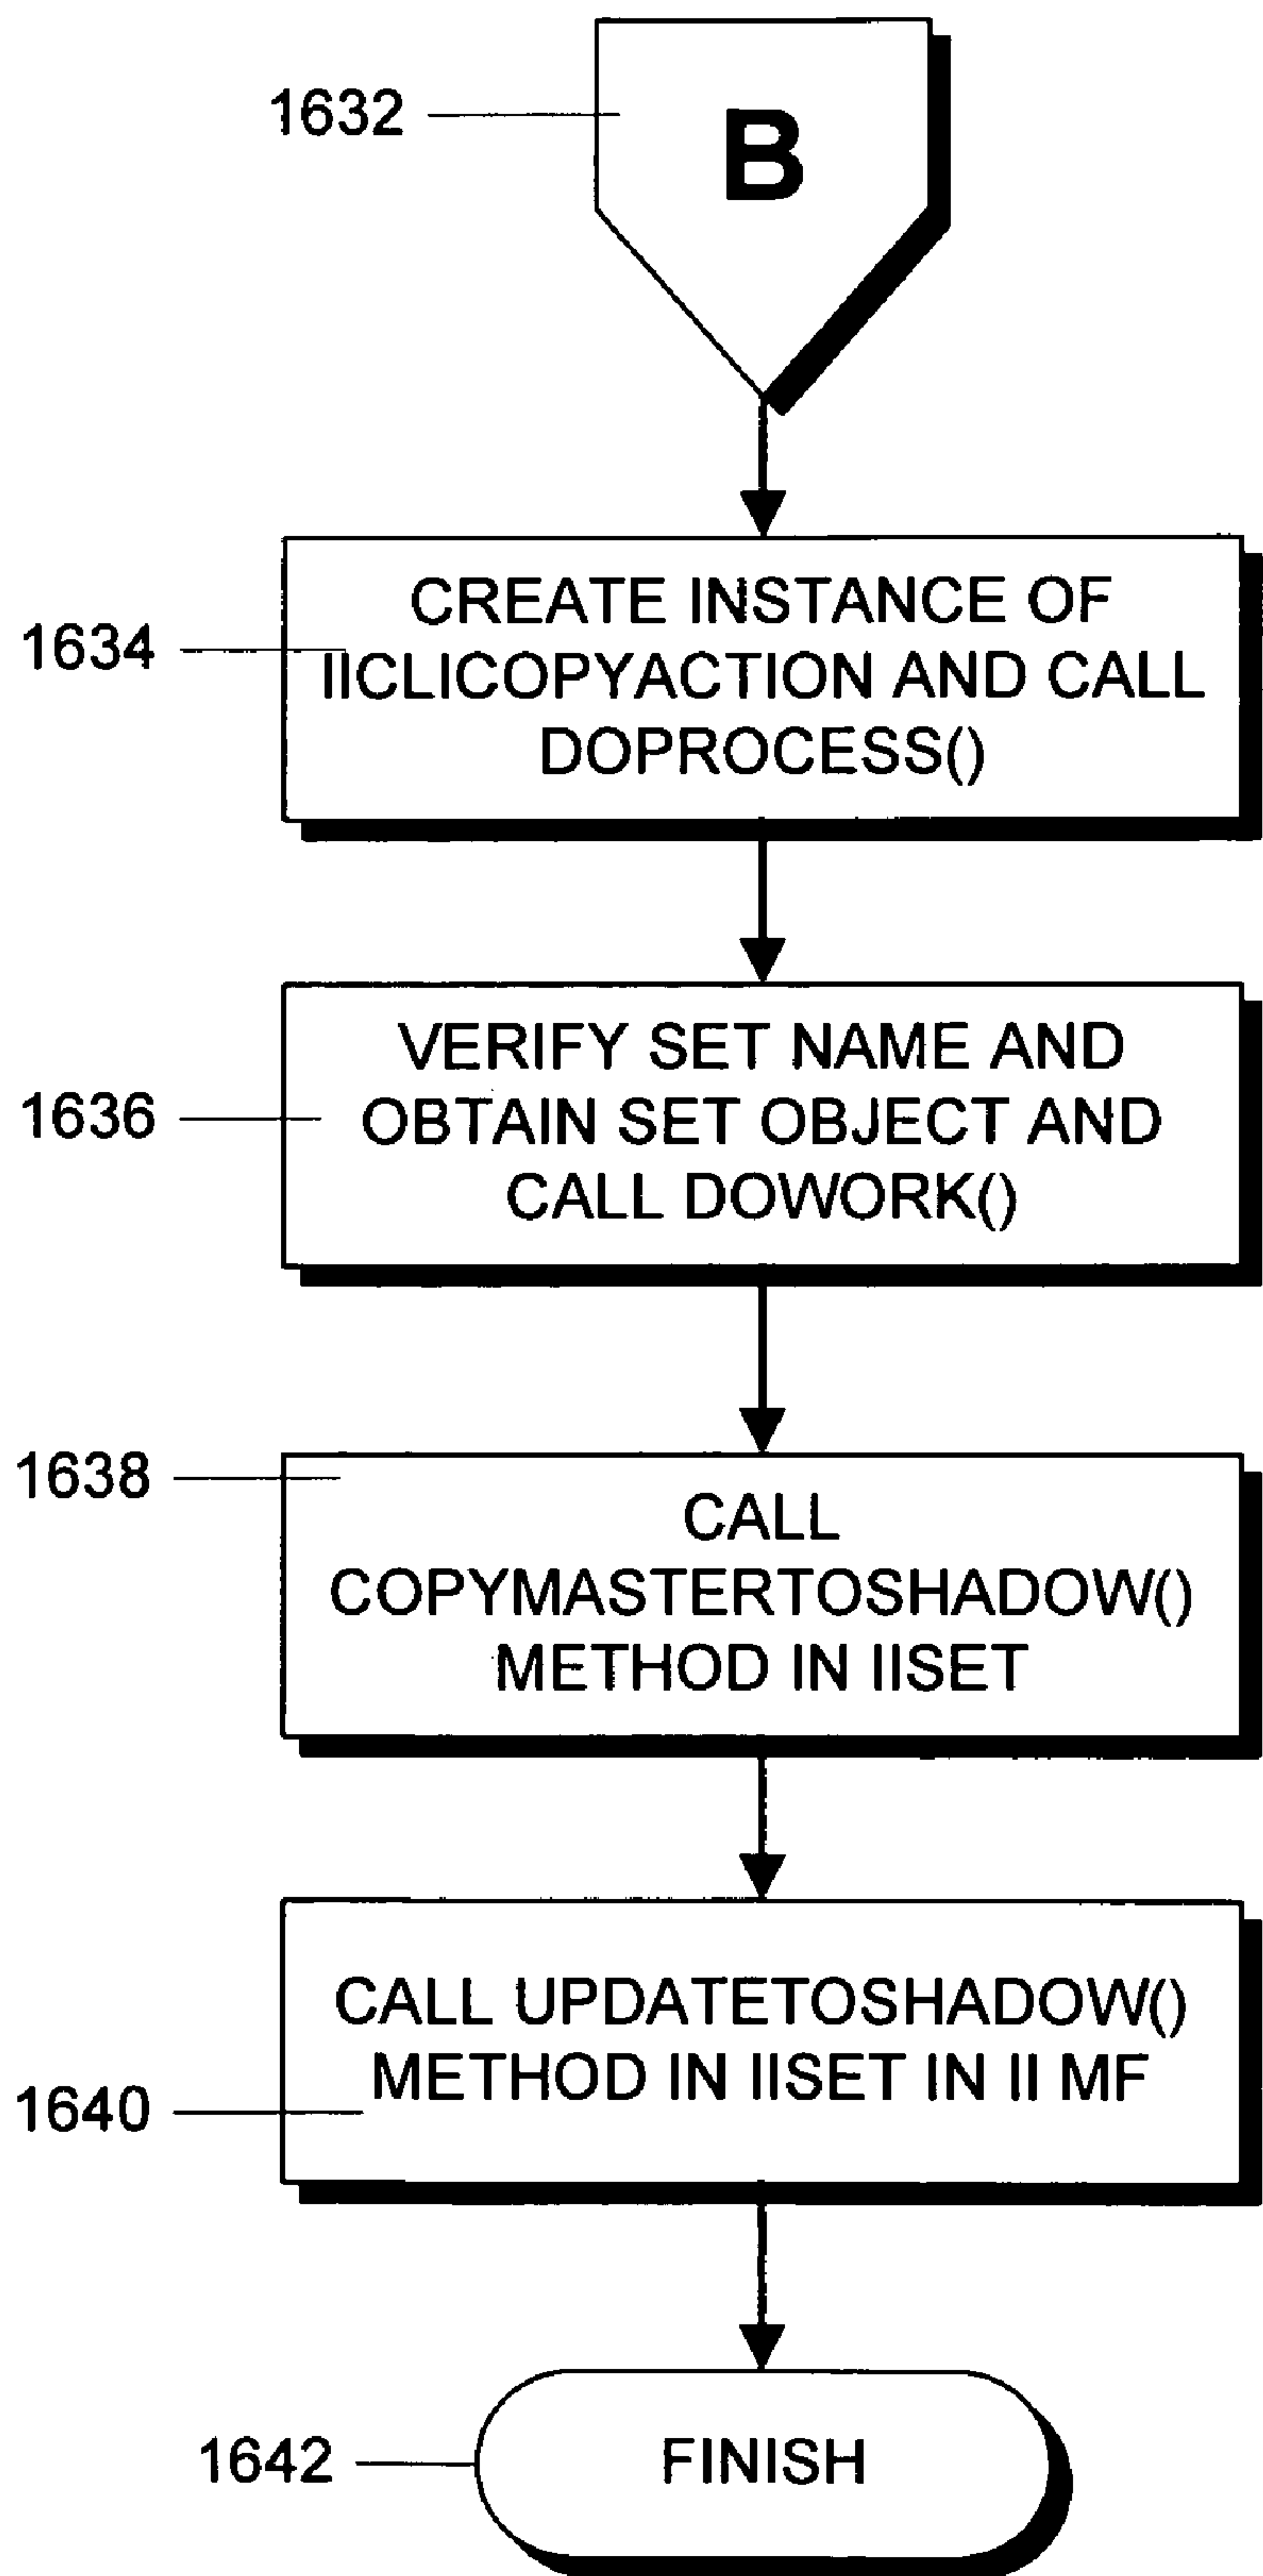 1632
B
1634
CREATE INSTANCE OF
IICLICOPYACTION AND CALL
DOPROCESS()
1636
VERIFY SET NAME AND
OBTAIN SET OBJECT AND
CALL DOWORK()
1638
CALL
COPYMASTERTOSHADOW()
METHOD IN IISET
1640
CALL UPDATETOSHADOW()
METHOD IN IISET IN II MF
1642
FINISH